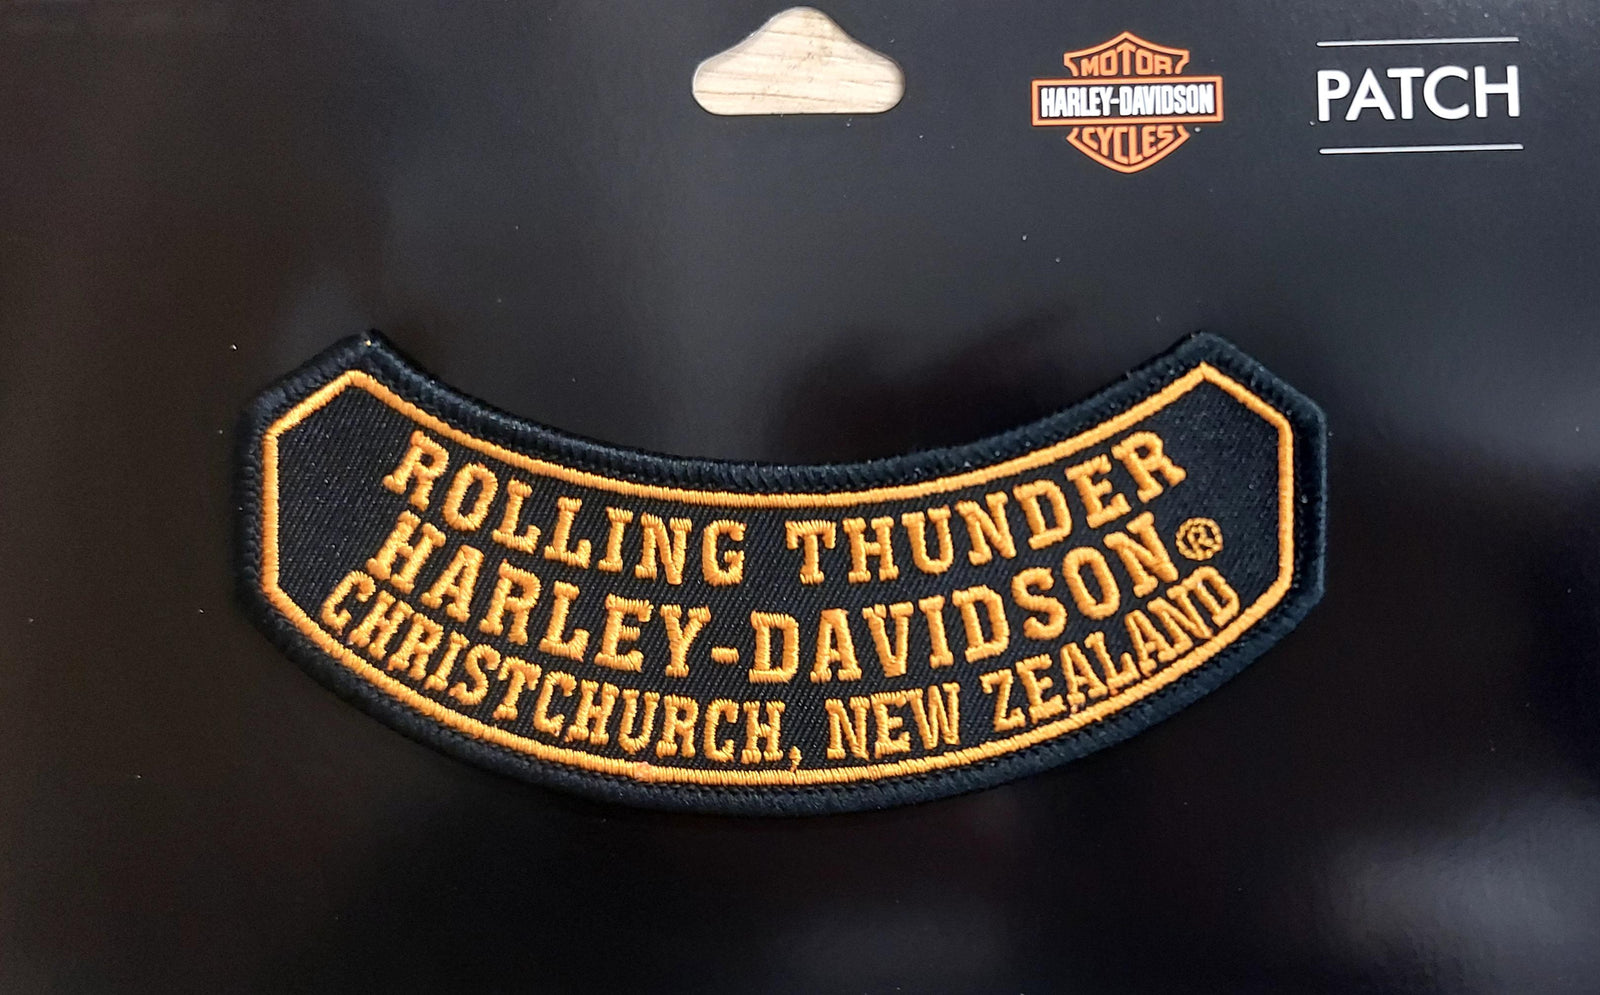 MOTOR
HARLEY-DAVIDSON
CYCLES
PATCH
ROLLING THUNDER
HARLEY-DAVIDSON®
CHRISTCHURCH, NEW ZEALAND